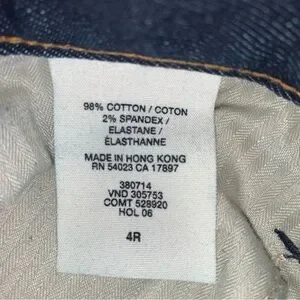 98% COTTON / COTON
2% SPANDEX /
ELASTANE /
ÉLASTHANNE
MADE IN HONG KONG
RN 54023 CA 17897
380714
VND 305753
COMT 528920
HOL 06
4R